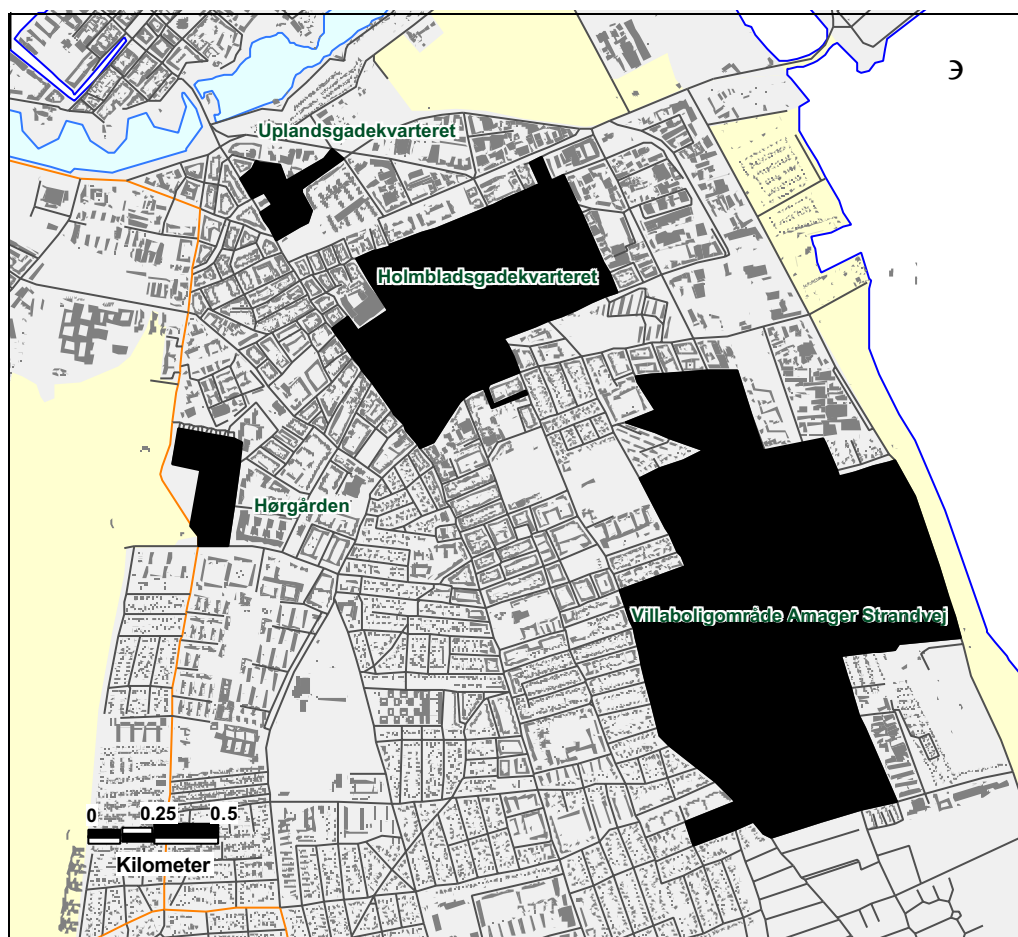 Uplandsgadekvarteret
Holmbladsgadekvarteret
Hørgården
Villaboligområde Amager Strandvej
0 0.25 0.5
Kilometer